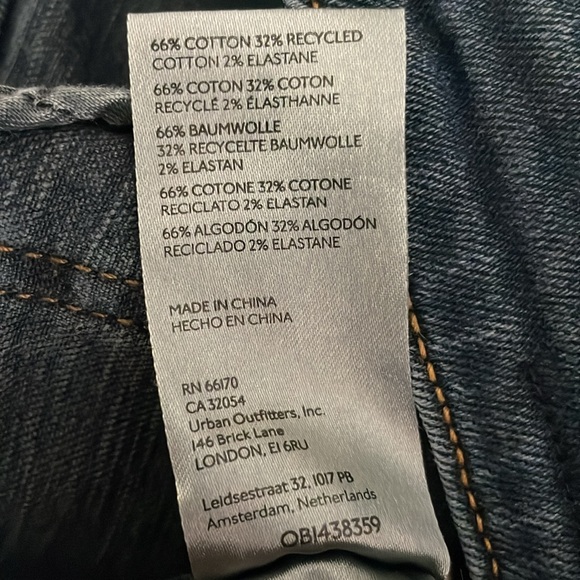 66% COTTON 32% RECYCLED
COTTON 2% ELASTANE
66% COTON 32% COTON
RECYCLÉ 2% ÉLASTHANNE
66% BAUMWOLLE
32% RECYCELTE BAUMWOLLE
2% ELASTAN
66% COTONE 32% COTONE
RECICLATO 2% ELASTAN
66% ALGODÓN 32% ALGODÓN
RECICLADO 2% ELASTANE
MADE IN CHINA
HECHO EN CHINA
RN 66170
CA 32054
Urban Outfitters, Inc.
146 Brick Lane
LONDON, E1 6RU
Leidsestraat 32, 1017 PB
Amsterdam, Netherlands
OB1438359